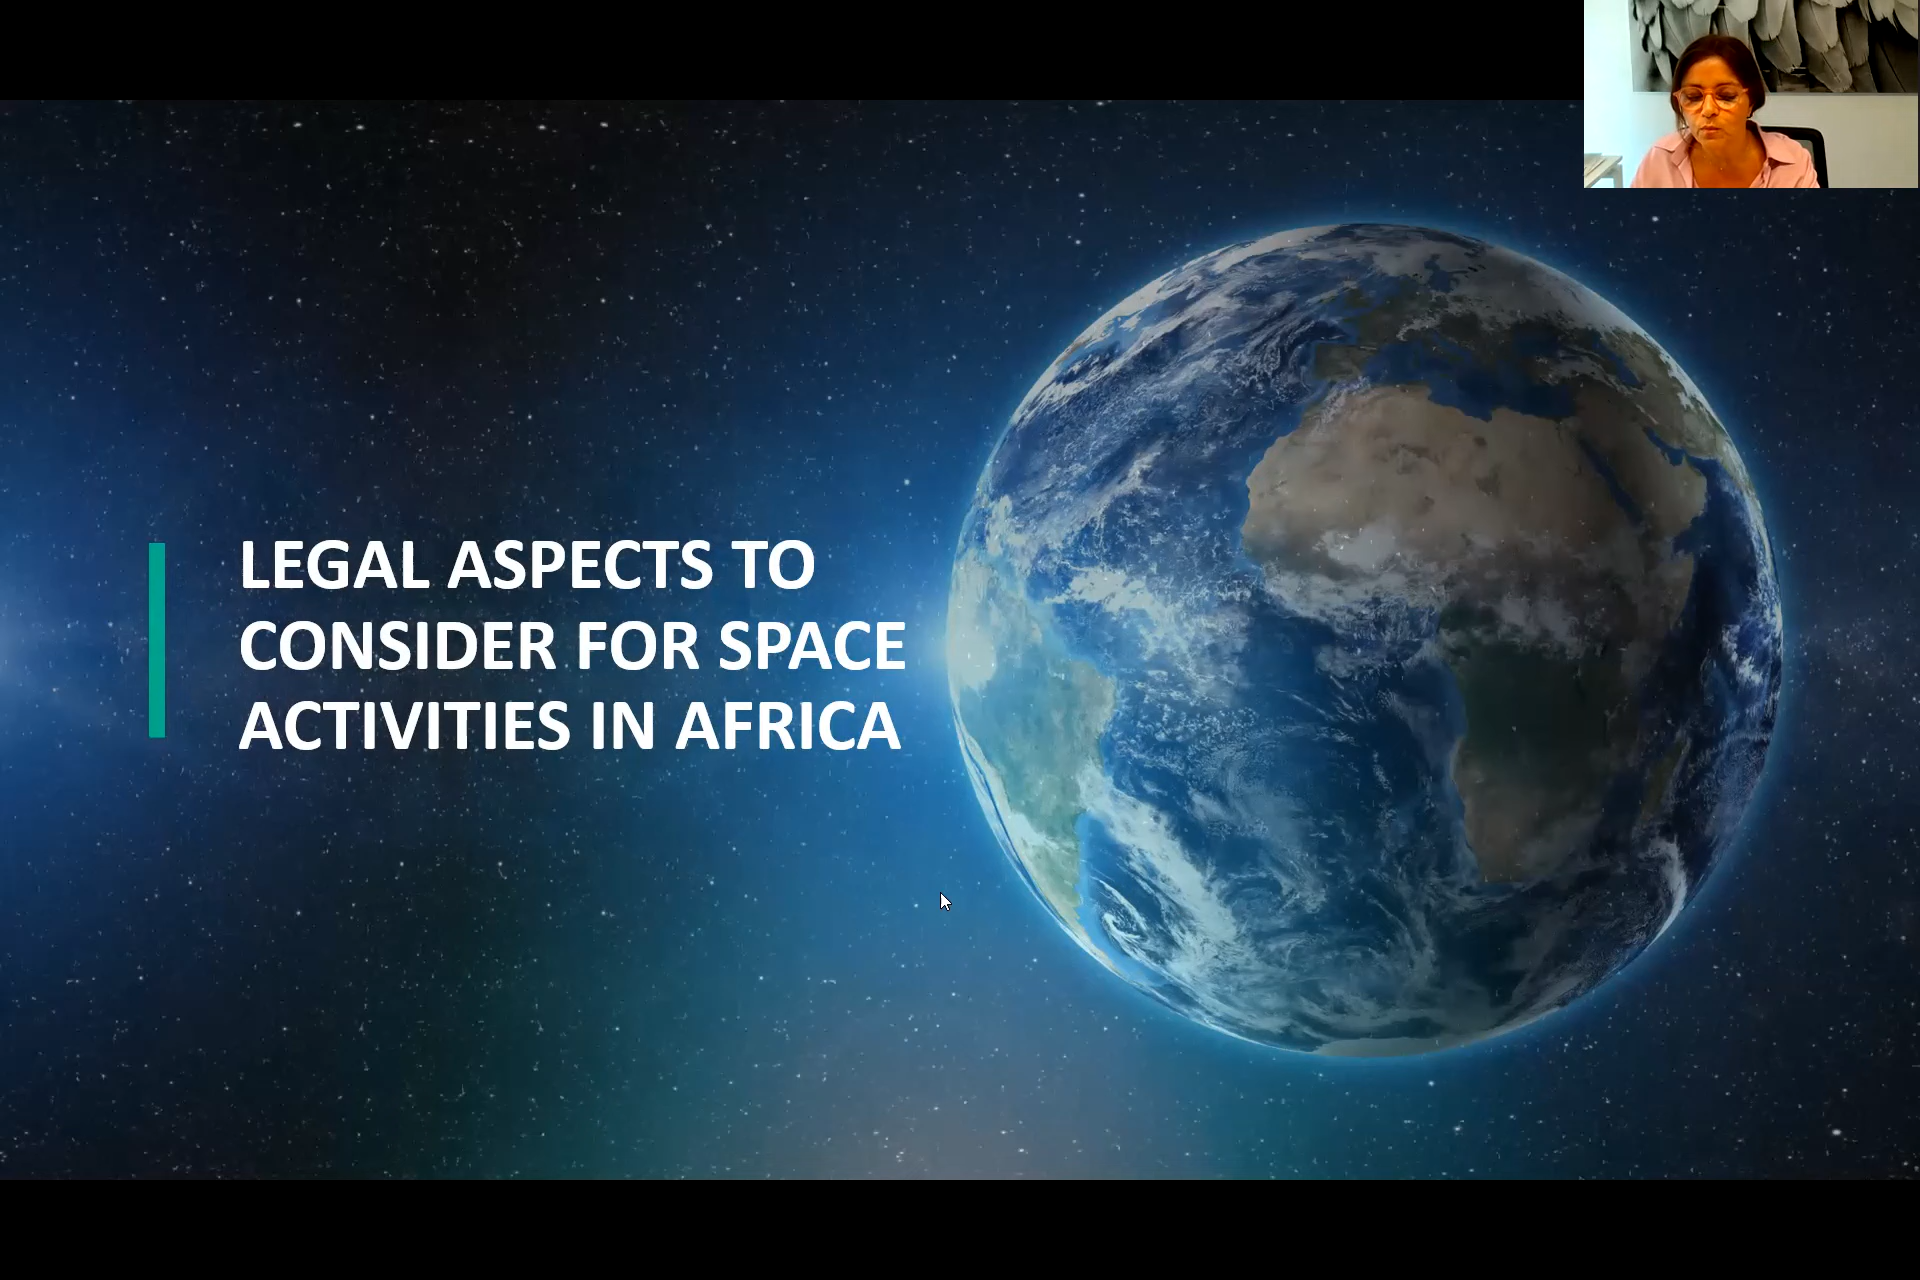 LEGAL ASPECTS TO
CONSIDER FOR SPACE
ACTIVITIES IN AFRICA